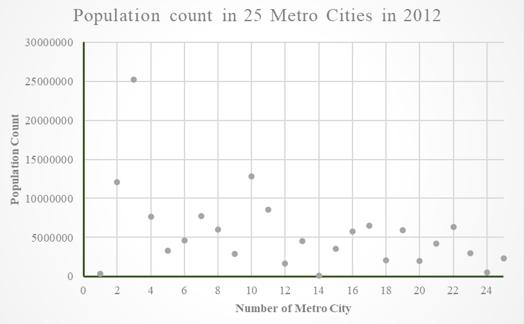 Population count in 25 Metro Cities in 2012
30000000
25000000
20000000
15000000
10000000
5000000
0
Population Count
0 2 4 6 8 10 12 14 16 18 20 22 24
Number of Metro City